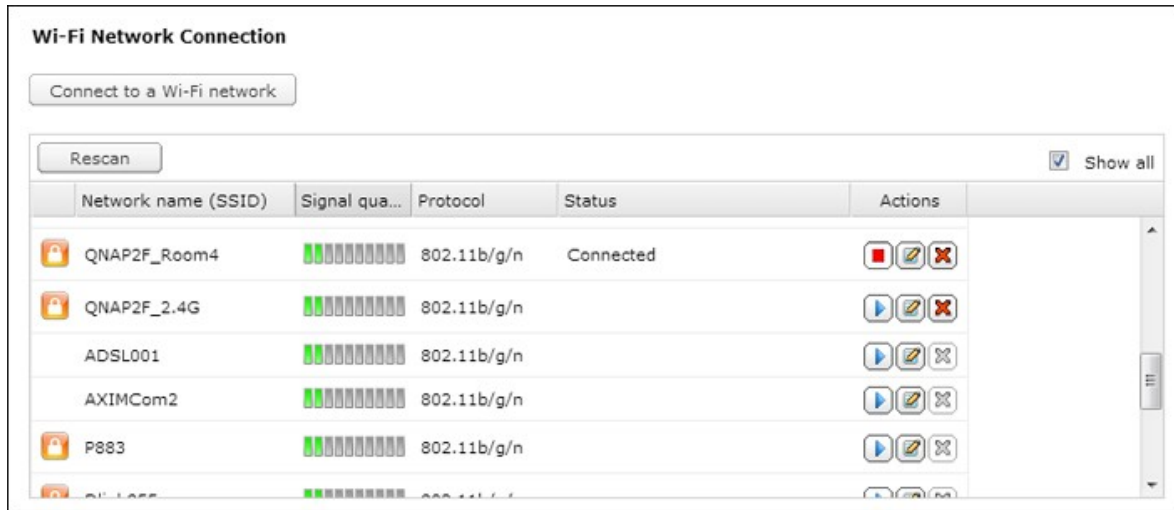 Wi-Fi Network Connection
Connect to a Wi-Fi network
Rescan Show all
Network name (SSID) Signal qua... Protocol Status Actions
QNAP2F_Room4 802.11b/g/n Connected
QNAP2F_2.4G 802.11b/g/n
ADSL001 802.11b/g/n
AXIMCom2 802.11b/g/n
P883 802.11b/g/n